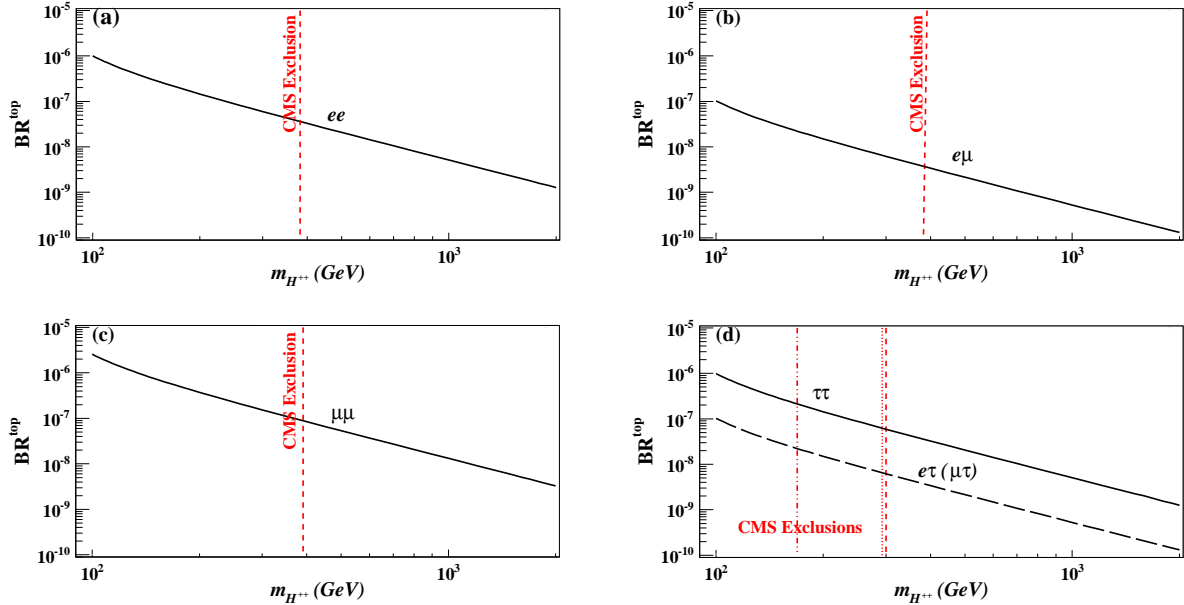 (a)
10^-5
10^-6
10^-7
10^-8
10^-9
10^-10
BR^top
CMS Exclusion
ee
10^2
10^3
m_H^++ (GeV)
(b)
10^-5
10^-6
10^-7
10^-8
10^-9
10^-10
BR^top
CMS Exclusion
eμ
10^2
10^3
m_H^++ (GeV)
(c)
10^-5
10^-6
10^-7
10^-8
10^-9
10^-10
BR^top
CMS Exclusion
μμ
10^2
10^3
m_H^++ (GeV)
(d)
10^-5
10^-6
10^-7
10^-8
10^-9
10^-10
BR^top
ττ
eτ (μτ)
CMS Exclusions
10^2
10^3
m_H^++ (GeV)